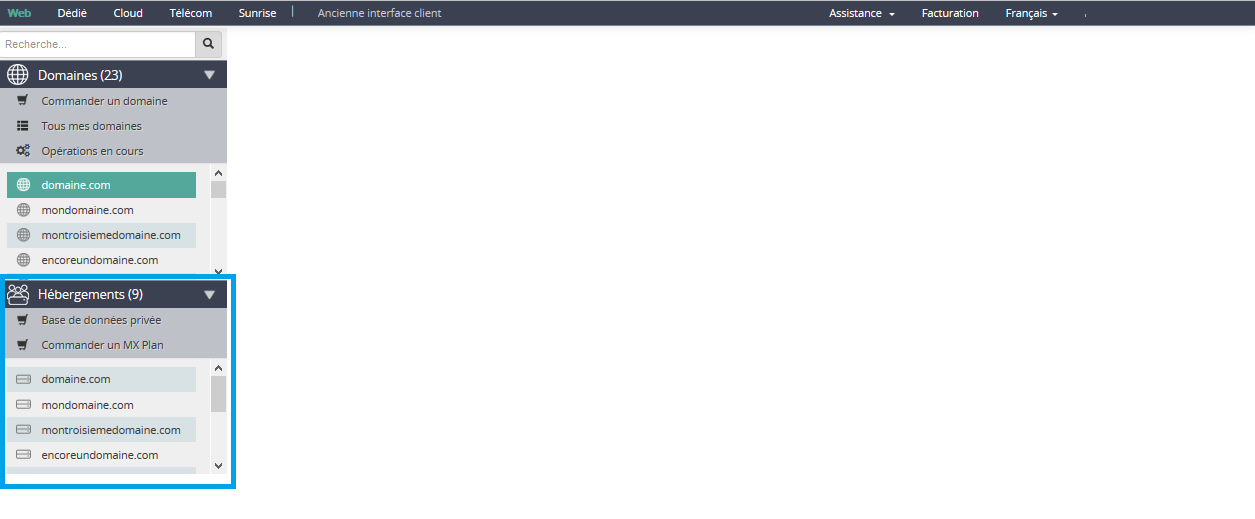 Web Dédié Cloud Télécom Sunrise Ancienne interface client Assistance Facturation Français
Recherche...
Domaines (23)
Commander un domaine
Tous mes domaines
Opérations en cours
domaine.com
mondomaine.com
montroisiemedomaine.com
encoreundomaine.com
Hébergements (9)
Base de données privée
Commander un MX Plan
domaine.com
mondomaine.com
montroisiemedomaine.com
encoreundomaine.com